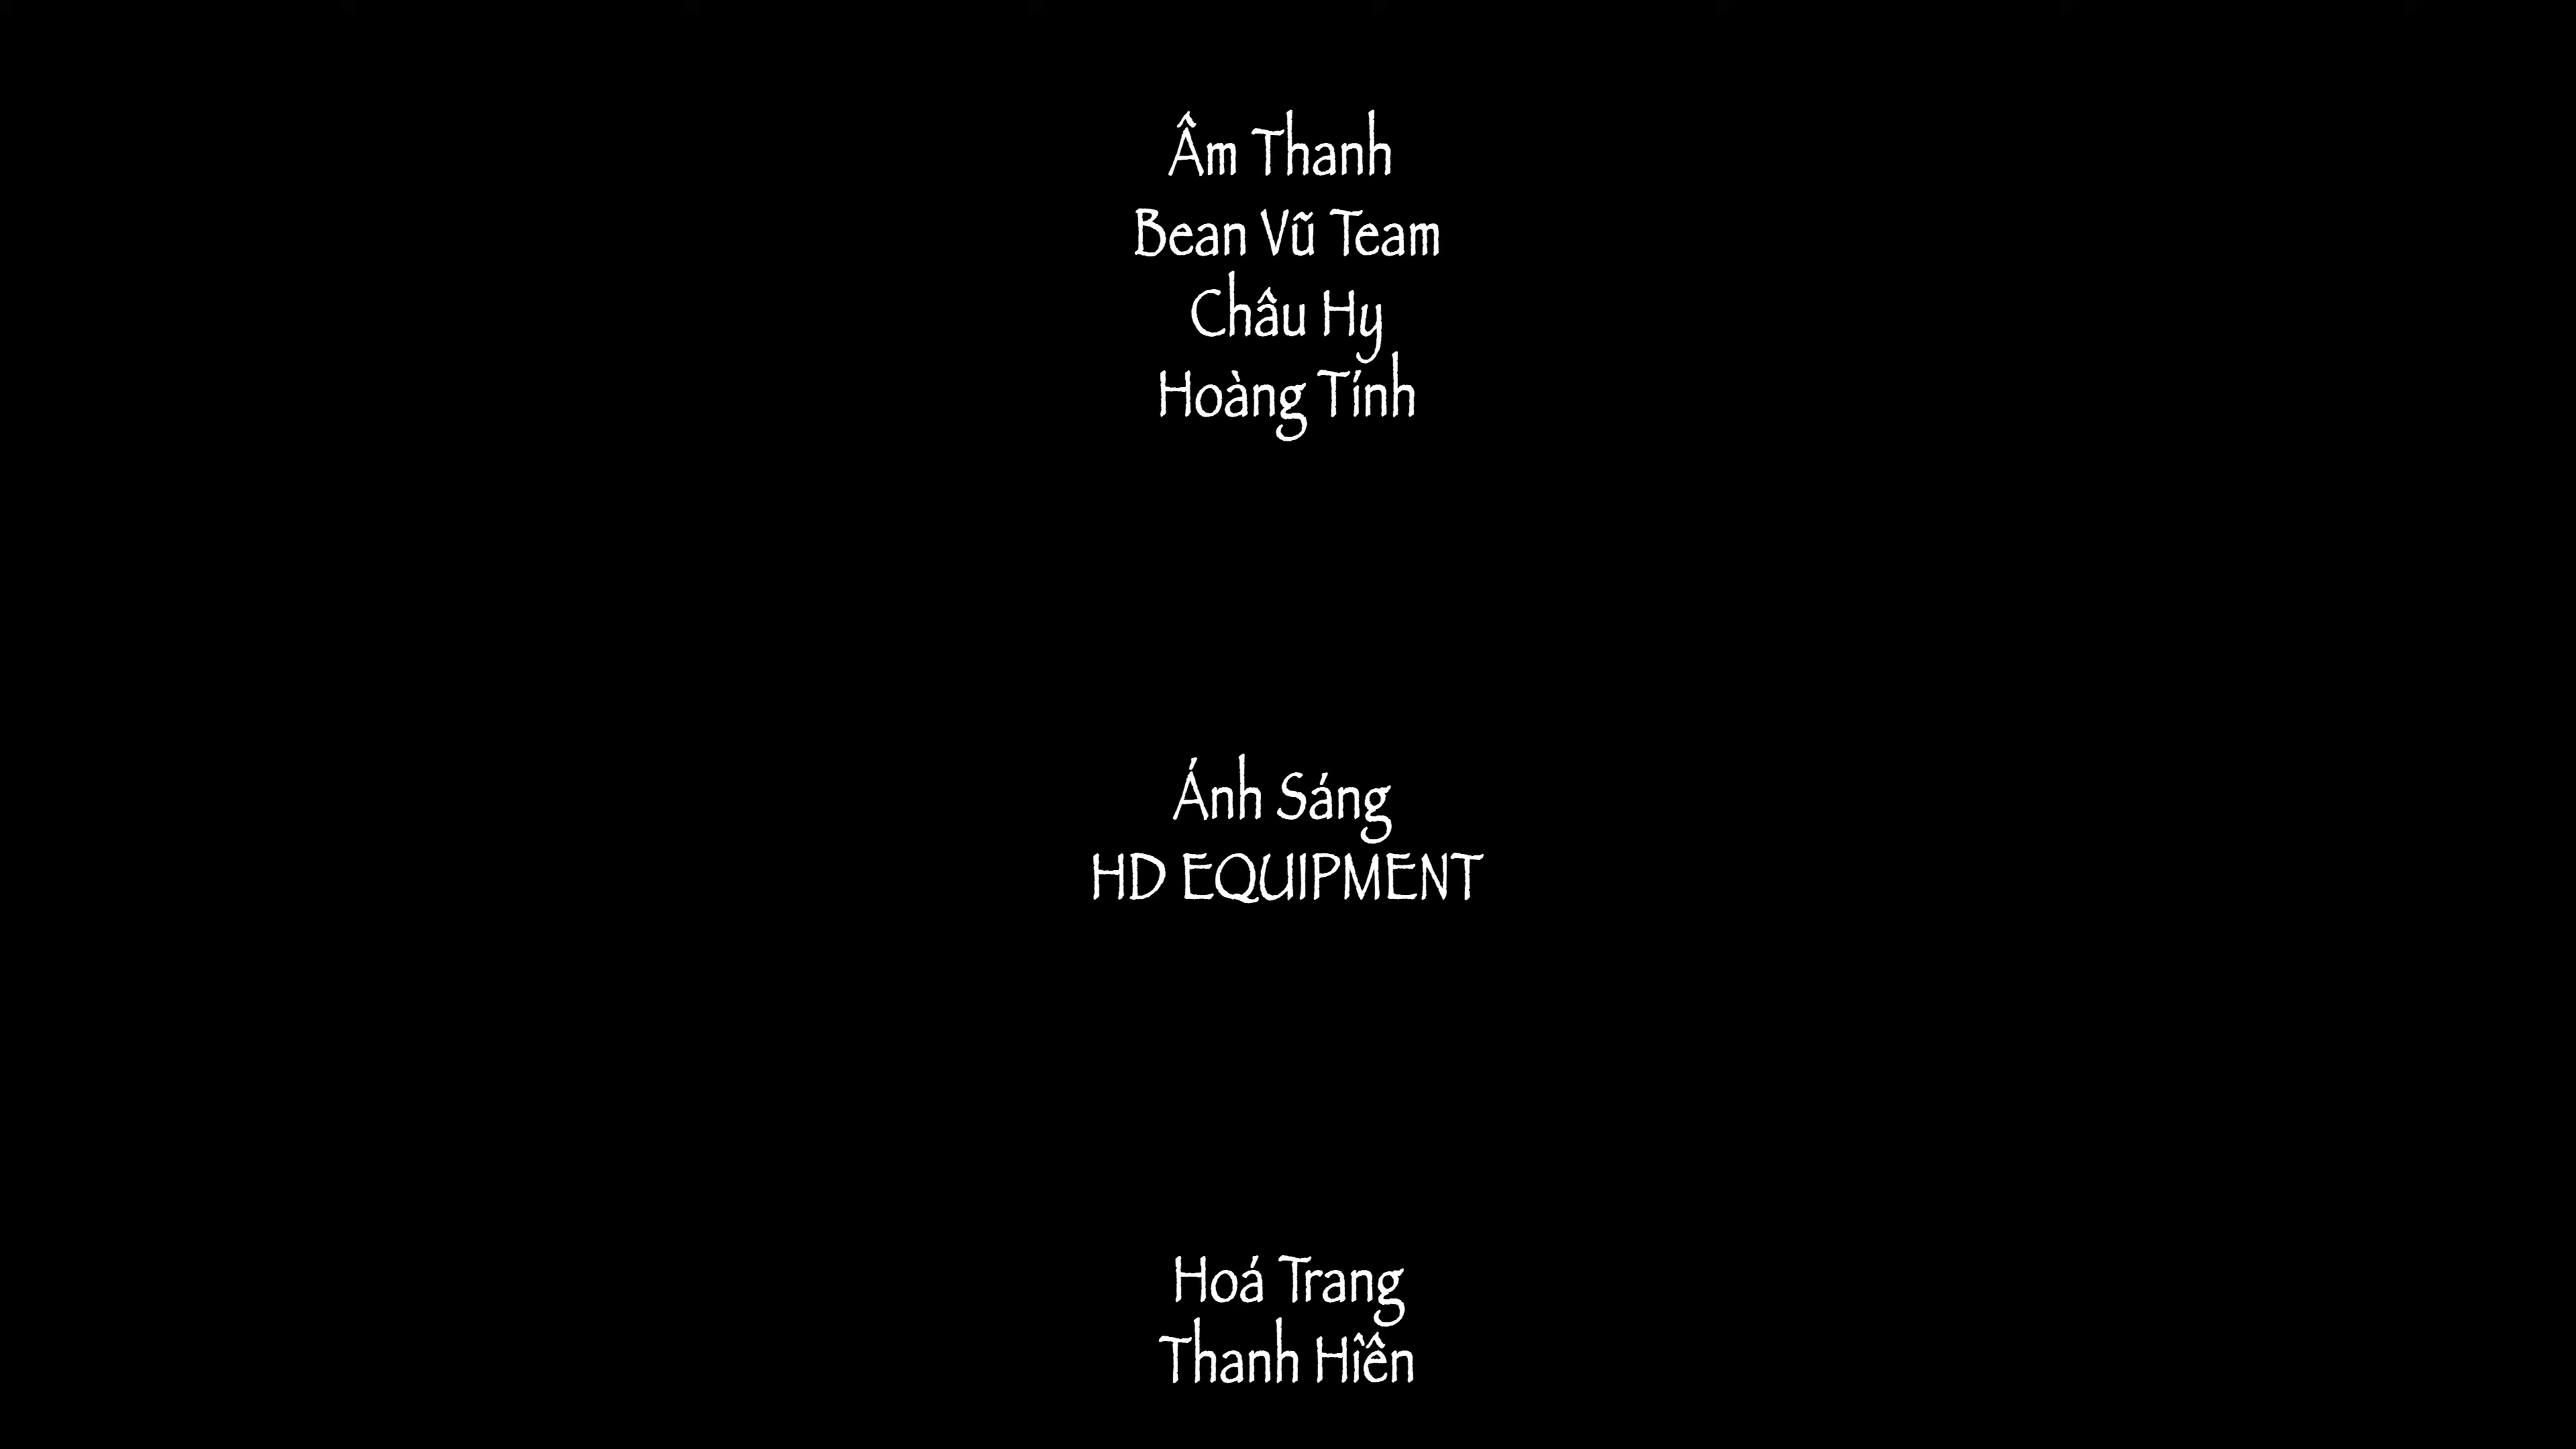 Âm Thanh
Bean Vũ Team
Châu Hy
Hoàng Tính
Ánh Sáng
HD EQUIPMENT
Hoá Trang
Thanh Hiền